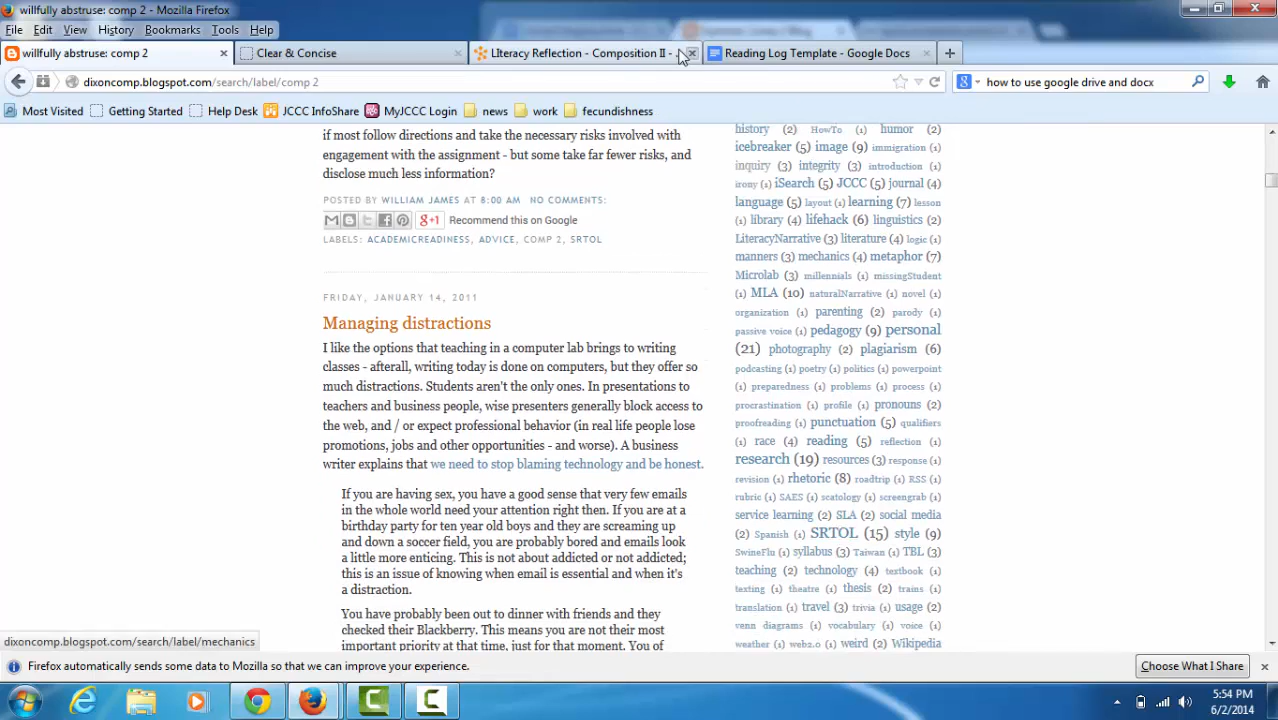 willfully abstruse: comp 2 - Mozilla Firefox
File Edit View History Bookmarks Tools Help
willfully abstruse: comp 2
Clear & Concise
LIteracy Reflection - Composition II -
Reading Log Template - Google Docs
dixoncomp.blogspot.com/search/label/comp 2
how to use google drive and docx
Most Visited Getting Started Help Desk JCCC InfoShare MyJCCC Login news work fecundishness
if most follow directions and take the necessary risks involved with
engagement with the assignment - but some take far fewer risks, and
disclose much less information?
POSTED BY WILLIAM JAMES AT 8:00 AM NO COMMENTS:
g+1 Recommend this on Google
LABELS: ACADEMICREADINESS, ADVICE, COMP 2, SRTOL
FRIDAY, JANUARY 14, 2011
Managing distractions
I like the options that teaching in a computer lab brings to writing
classes - afterall, writing today is done on computers, but they offer so
much distractions. Students aren't the only ones. In presentations to
teachers and business people, wise presenters generally block access to
the web, and / or expect professional behavior (in real life people lose
promotions, jobs and other opportunities - and worse). A business
writer explains that we need to stop blaming technology and be honest.
If you are having sex, you have a good sense that very few emails
in the whole world need your attention right then. If you are at a
birthday party for ten year old boys and they are screaming up
and down a soccer field, you are probably bored and emails look
a little more enticing. This is not about addicted or not addicted;
this is an issue of knowing when email is essential and when it's
a distraction.
You have probably been out to dinner with friends and they
checked their Blackberry. This means you are not their most
important priority at that time, just for that moment. You of
history (2) HowTo (1) humor (2)
icebreaker (5) image (9) immigration (1)
inquiry (3) integrity (3) introduction (1)
irony (1) iSearch (5) JCCC (5) journal (4)
language (5) layout (1) learning (7) lesson
(1) library (4) lifehack (6) linguistics (2)
LiteracyNarrative (3) literature (4) logic (1)
manners (3) mechanics (4) metaphor (7)
Microlab (3) millennials (1) missingStudent
(1) MLA (10) naturalNarrative (1) novel (1)
organization (1) parenting (2) parody (1)
passive voice (1) pedagogy (9) personal
(21) photography (2) plagiarism (6)
podcasting (1) poetry (1) politics (1) powerpoint
(1) preparedness (1) problems (1) process (1)
procrastination (1) profile (1) pronouns (2)
proofreading (1) punctuation (5) qualifiers
(1) race (4) reading (5) reflection (1)
research (19) resources (3) response (1)
revision (1) rhetoric (8) roadtrip (1) RSS (1)
rubric (1) SAES (1) scatology (1) screengrab (1)
service learning (2) SLA (2) social media
(2) Spanish (1) SRTOL (15) style (9)
SwineFlu (1) syllabus (3) Taiwan (1) TBL (3)
teaching (2) technology (4) textbook (1)
texting (1) theatre (1) thesis (2) trains (1)
translation (1) travel (3) trivia (1) usage (2)
venn diagrams (1) vocabulary (1) voice (1)
weather (1) web2.0 (1) weird (2) Wikipedia
dixoncomp.blogspot.com/search/label/mechanics
Firefox automatically sends some data to Mozilla so that we can improve your experience.
Choose What I Share
5:54 PM
6/2/2014